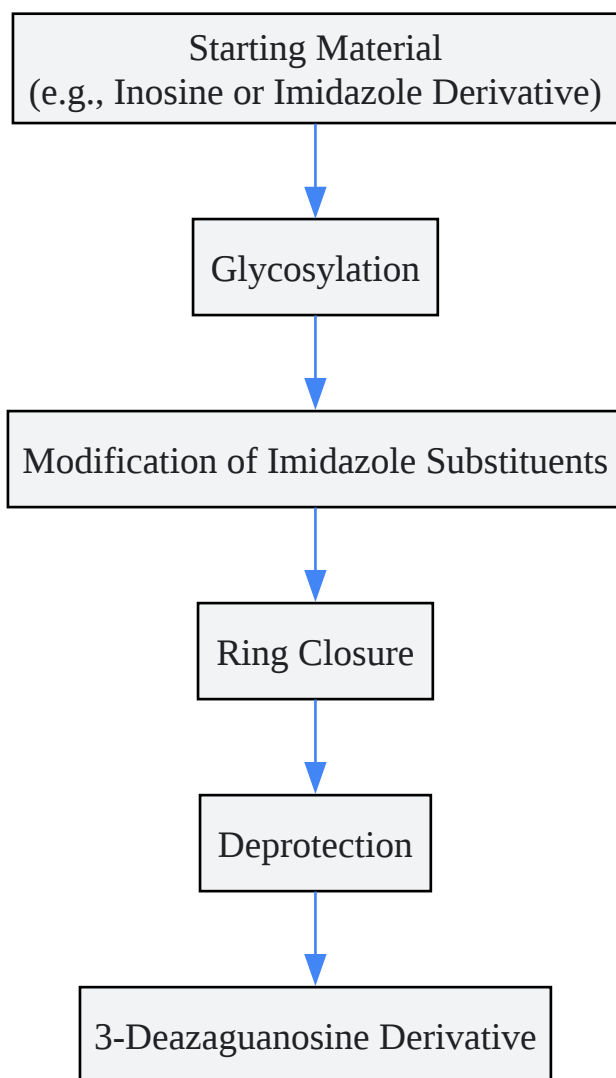 Starting Material
(e.g., Inosine or Imidazole Derivative)
Glycosylation
Modification of Imidazole Substituents
Ring Closure
Deprotection
3-Deazaguanosine Derivative